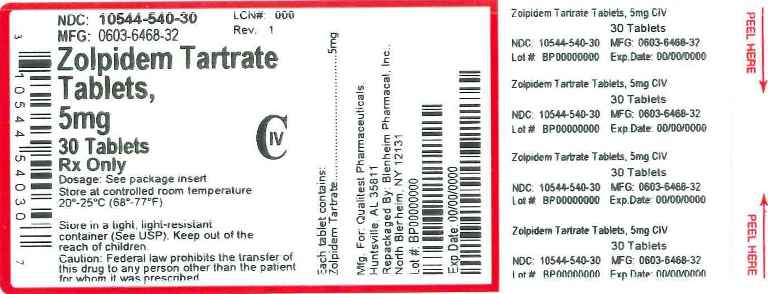 NDC: 10544-540-30
LCN# 000
MFG: 0603-6468-32
Rev. 1
Zolpidem Tartrate
Tablets,
5mg
30 Tablets
Rx Only
CIV
Dosage: See package insert
Store at controlled room temperature
20°-25°C (68°-77°F)
Store in a tight, light-resistant
container (See USP). Keep out of the
reach of children.
Caution: Federal law prohibits the transfer of
this drug to any person other than the patient
for whom it was prescribed.
3 10544 54030 7
Each tablet contains:
Zolpidem Tartrate..........................5mg
Mfg. For: Qualitest Pharmaceuticals.
Huntsville, AL 35811
Repackaged By: Blenheim Pharmacal, Inc.,
North Blenheim, NY 12131
Lot #: BP00000000
Exp Date: 00/00/0000
Zolpidem Tartrate Tablets, 5mg CIV
30 Tablets
NDC: 10544-540-30 MFG: 0603-6468-32
Lot # BP00000000 Exp.Date: 00/00/0000
Zolpidem Tartrate Tablets, 5mg CIV
30 Tablets
NDC: 10544-540-30 MFG: 0603-6468-32
Lot # BP00000000 Exp.Date: 00/00/0000
Zolpidem Tartrate Tablets, 5mg CIV
30 Tablets
NDC: 10544-540-30 MFG: 0603-6468-32
Lot # BP00000000 Exp.Date: 00/00/0000
Zolpidem Tartrate Tablets, 5mg CIV
30 Tablets
NDC: 10544-540-30 MFG: 0603-6468-32
Lot # BP00000000 Exp.Date: 00/00/0000
PEEL HERE
PEEL HERE